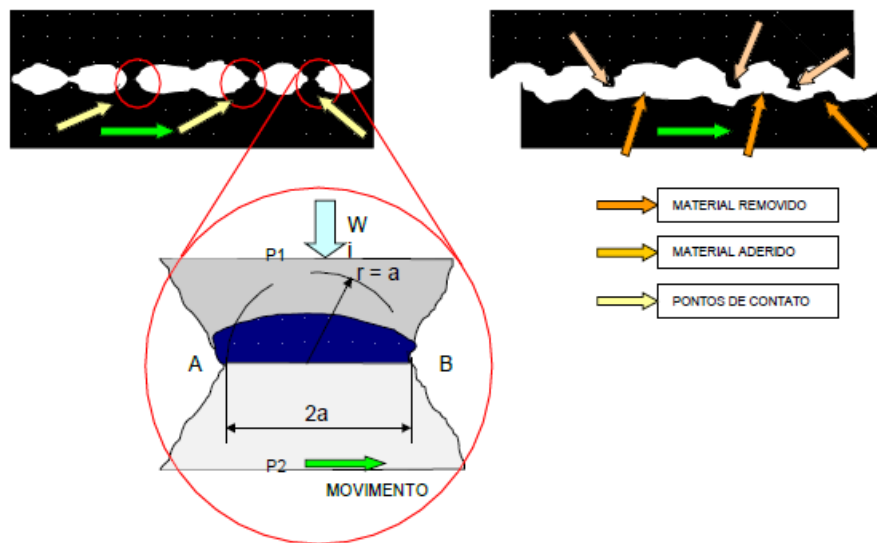 MATERIAL REMOVIDO
MATERIAL ADERIDO
PONTOS DE CONTATO
W
i
P1
r = a
A
B
2a
P2
MOVIMENTO